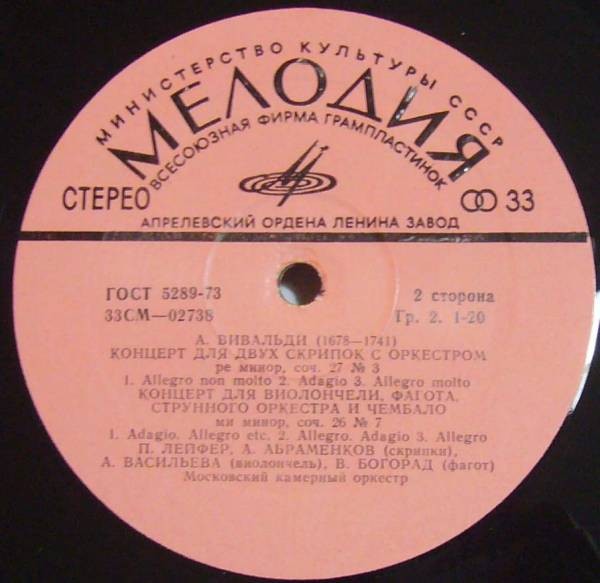 МИНИСТЕРСТВО КУЛЬТУРЫ СССР
МЕЛОДИЯ
ВСЕСОЮЗНАЯ ФИРМА ГРАМПЛАСТИНОК
СТЕРЕО 33
АПРЕЛЕВСКИЙ ОРДЕНА ЛЕНИНА ЗАВОД
ГОСТ 5289-73 2 сторона
33СМ—02738 Гр. 2. 1-20
А. ВИВАЛЬДИ (1678—1741)
КОНЦЕРТ ДЛЯ ДВУХ СКРИПОК С ОРКЕСТРОМ
ре минор, соч. 27 № 3
1. Allegro non molto 2. Adagio 3. Allegro molto
КОНЦЕРТ ДЛЯ ВИОЛОНЧЕЛИ, ФАГОТА,
СТРУННОГО ОРКЕСТРА И ЧЕМБАЛО
ми минор, соч. 26 № 7
1. Adagio. Allegro etc. 2. Allegro. Adagio 3. Allegro
П. ЛЕЙФЕР, А. АБРАМЕНКОВ (скрипки),
А. ВАСИЛЬЕВА (виолончель), В. БОГОРАД (фагот)
Московский камерный оркестр